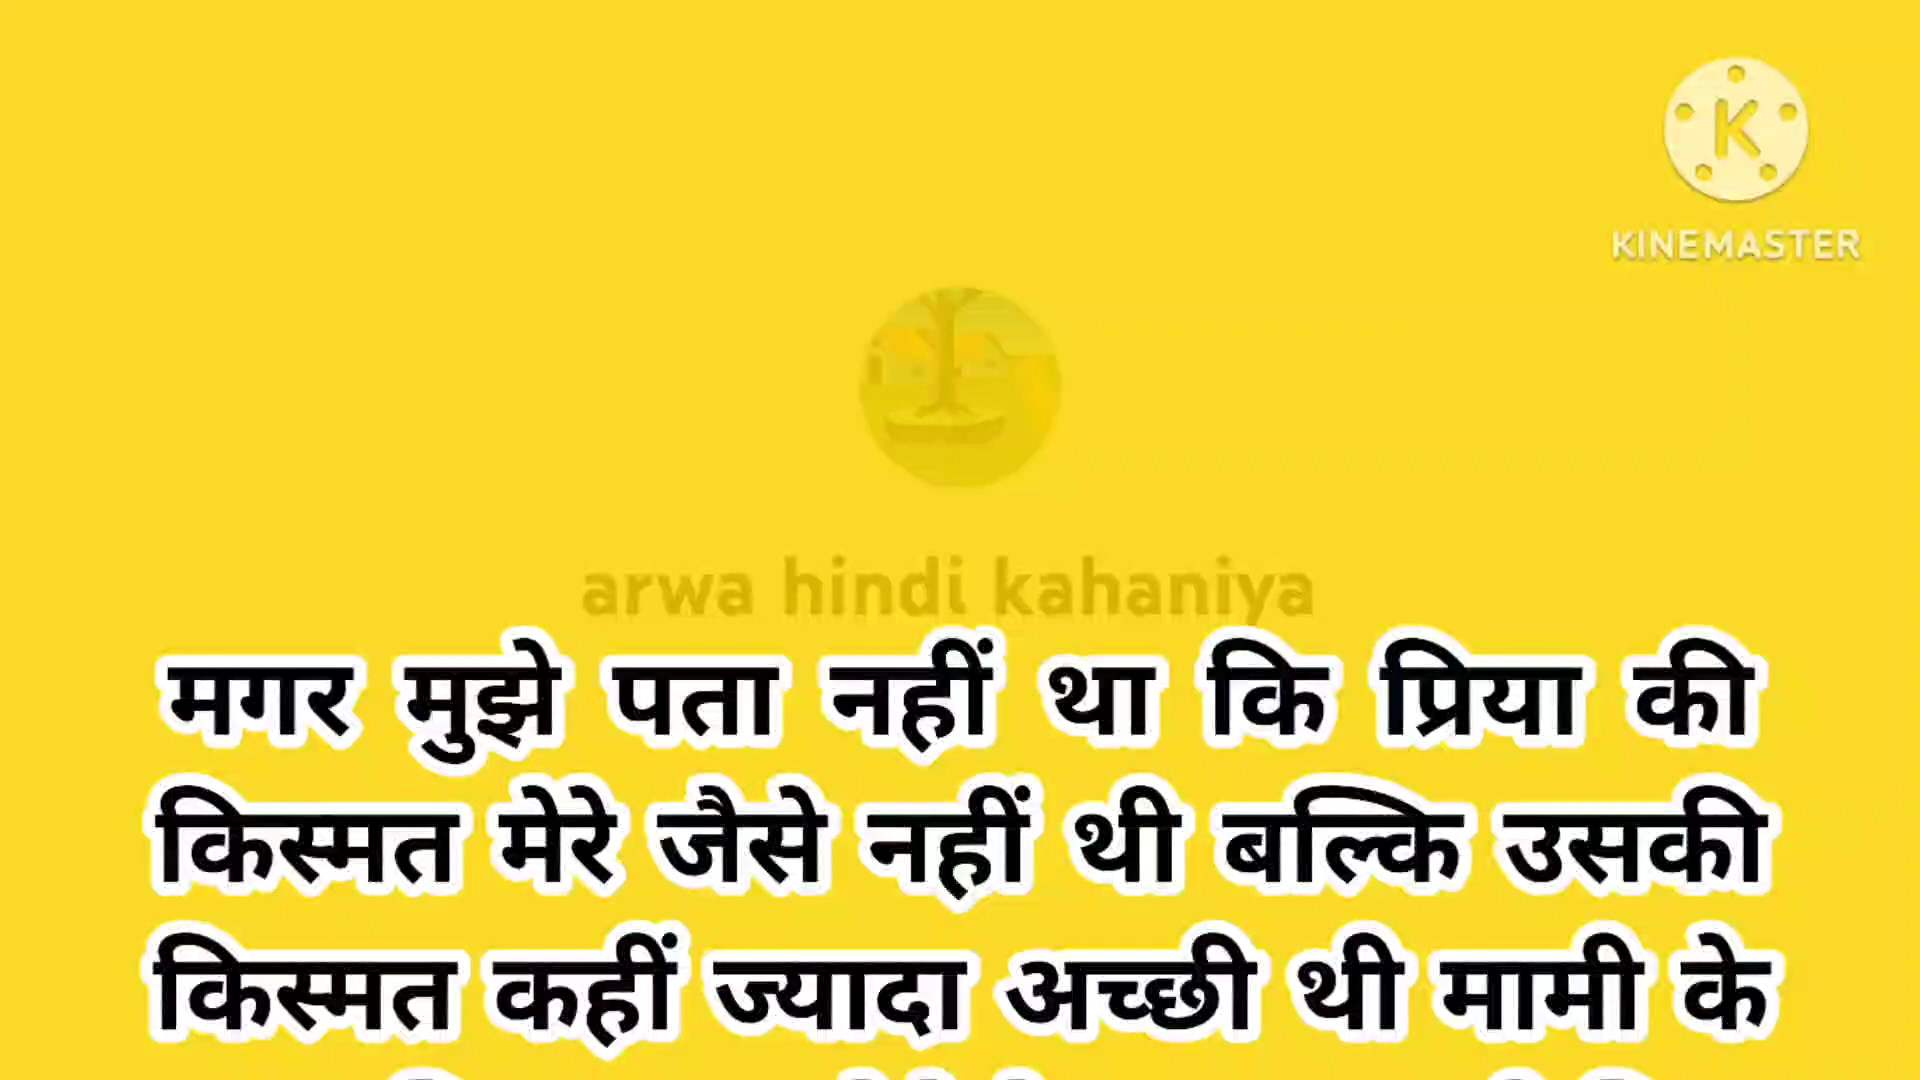 K
KINEMASTER
arwa hindi kahaniya
मगर मुझे पता नहीं था कि प्रिया की
किस्मत मेरे जैसे नहीं थी बल्कि उसकी
किस्मत कहीं ज्यादा अच्छी थी मामी के